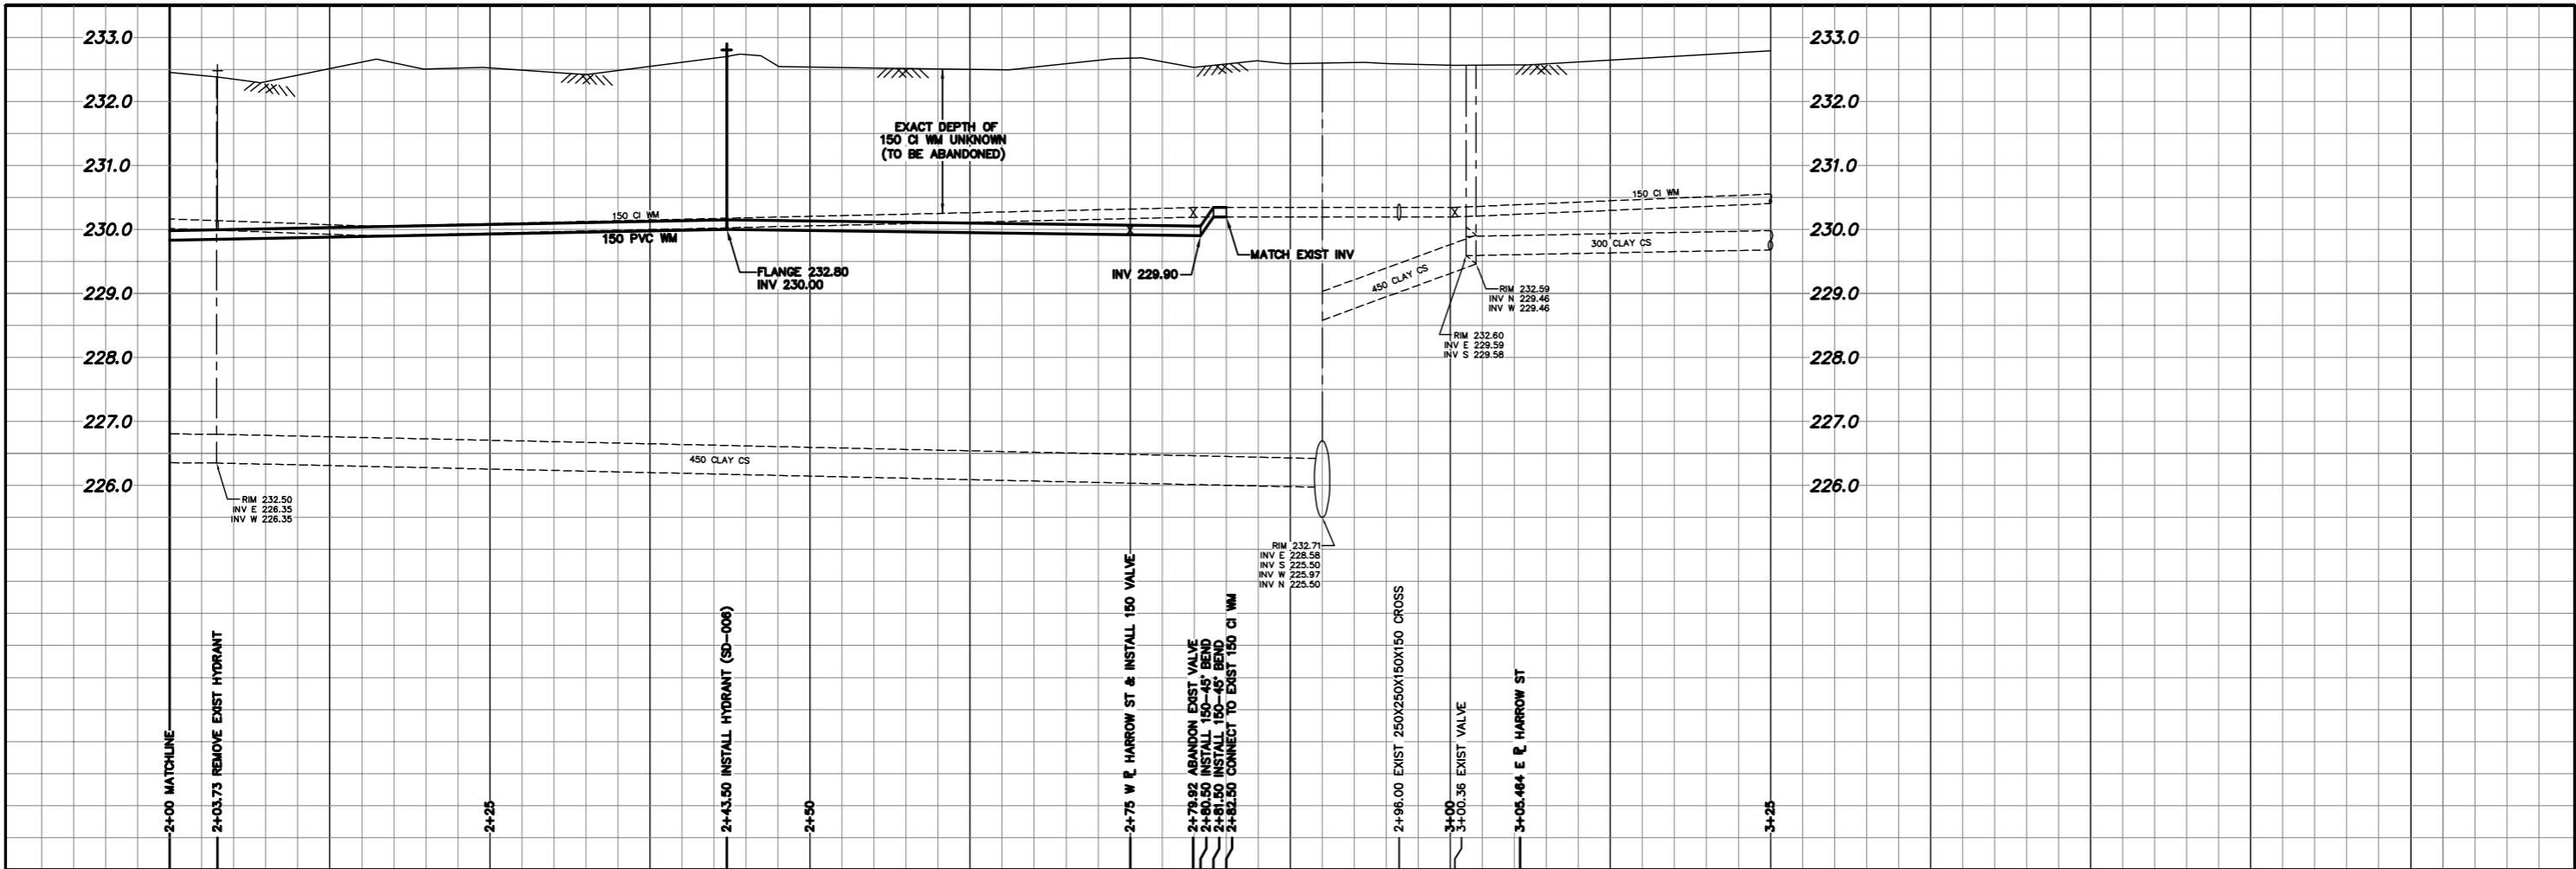 233.0
233.0
232.0
232.0
EXACT DEPTH OF
150 CI WM UNKNOWN
(TO BE ABANDONED)
231.0
231.0
150 CI WM
150 CI WM
230.0
230.0
150 PVC WM
300 CLAY CS
MATCH EXIST INV
FLANGE 232.80
INV 230.00
INV 229.90
450 CLAY CS
229.0
229.0
RIM 232.59
INV N 229.46
INV W 229.46
RIM 232.60
INV E 229.59
INV S 229.58
228.0
228.0
227.0
227.0
450 CLAY CS
226.0
226.0
RIM 232.50
INV E 226.35
INV W 226.35
RIM 232.71
INV E 228.58
INV S 225.50
INV W 225.97
INV N 225.50
2+00 MATCHLINE
2+03.73 REMOVE EXIST HYDRANT
2+25
2+43.50 INSTALL HYDRANT (SD-006)
2+50
2+75 W PL HARROW ST & INSTALL 150 VALVE
2+79.92 ABANDON EXIST VALVE
2+80.50 INSTALL 150-45° BEND
2+81.50 INSTALL 150-45° BEND
2+82.50 CONNECT TO EXIST 150 CI WM
2+96.00 EXIST 250X250X150X150 CROSS
3+00
3+00.36 EXIST VALVE
3+05.464 E PL HARROW ST
3+25